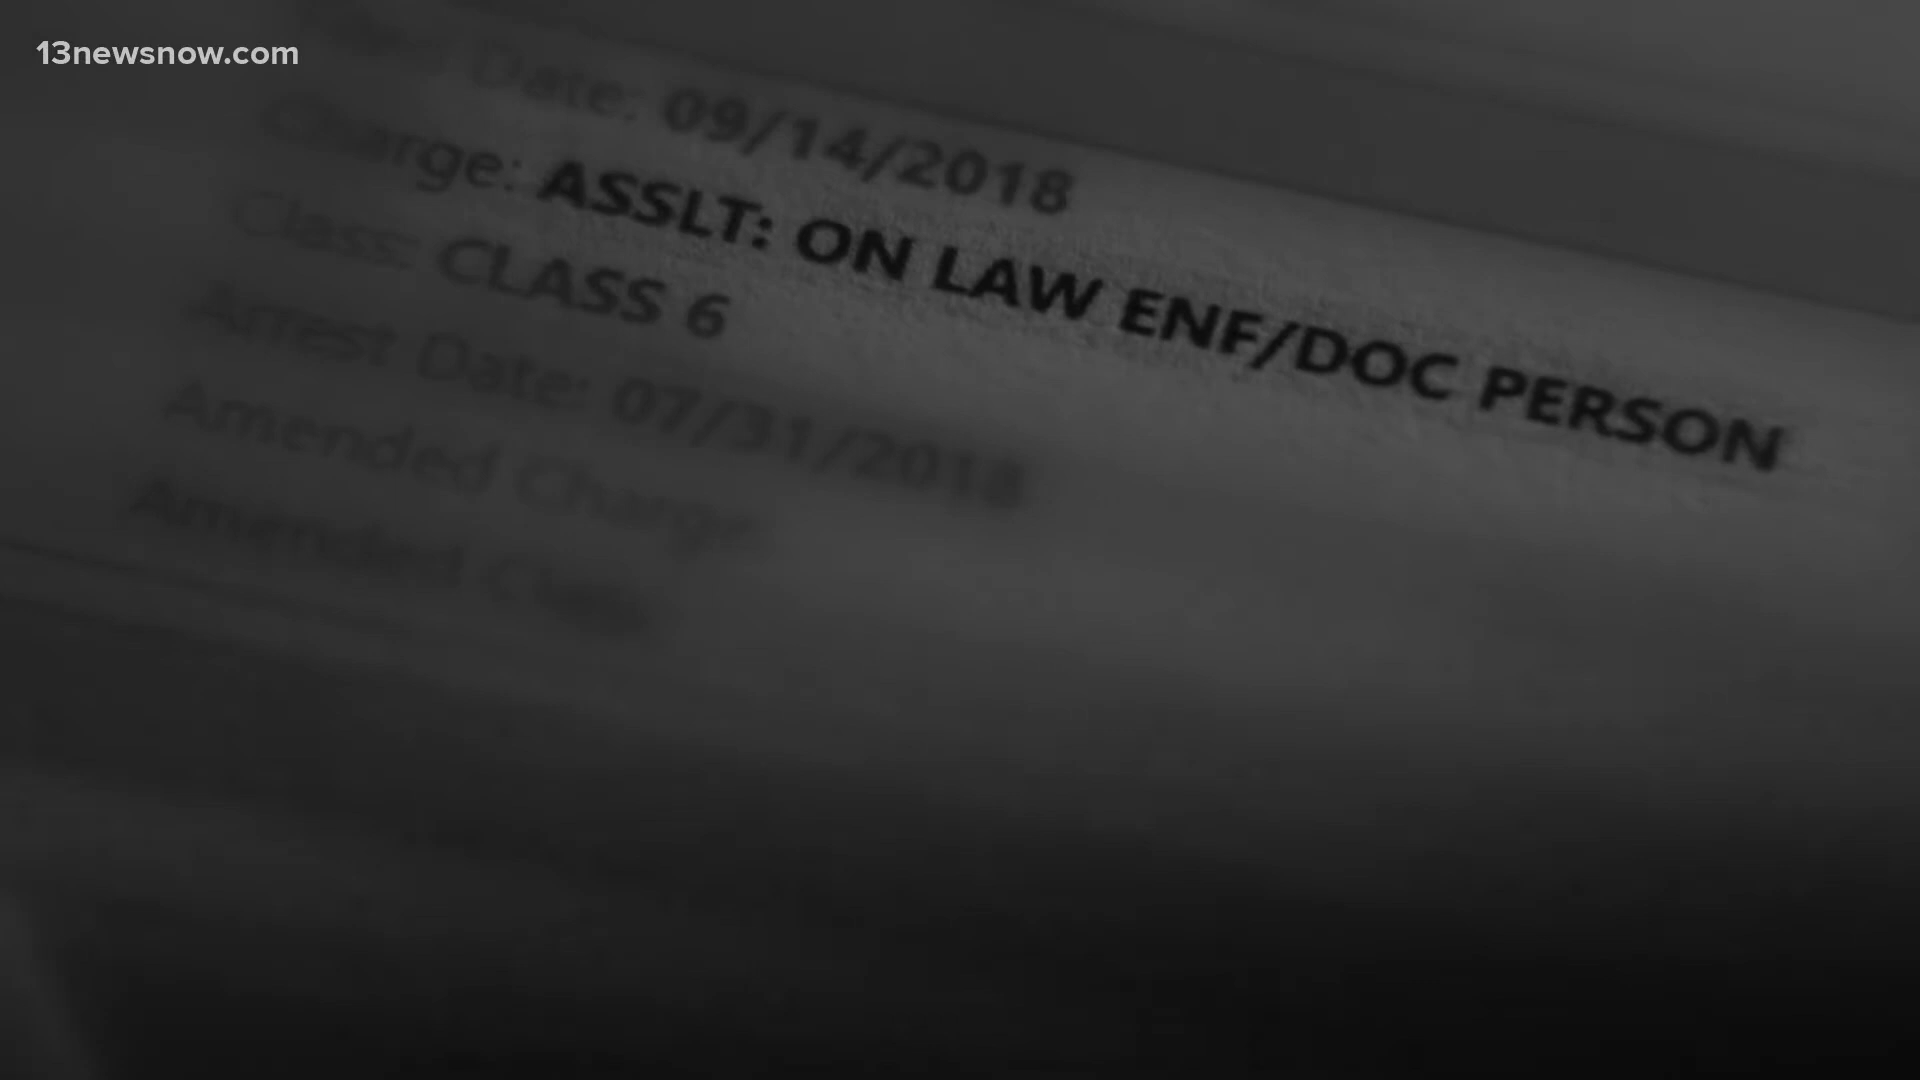 13newsnow.com
Date: 09/14/2018
Charge: ASSLT: ON LAW ENF/DOC PERSON
Class: CLASS 6
Arrest Date: 07/31/2018
Amended Charge
Amended